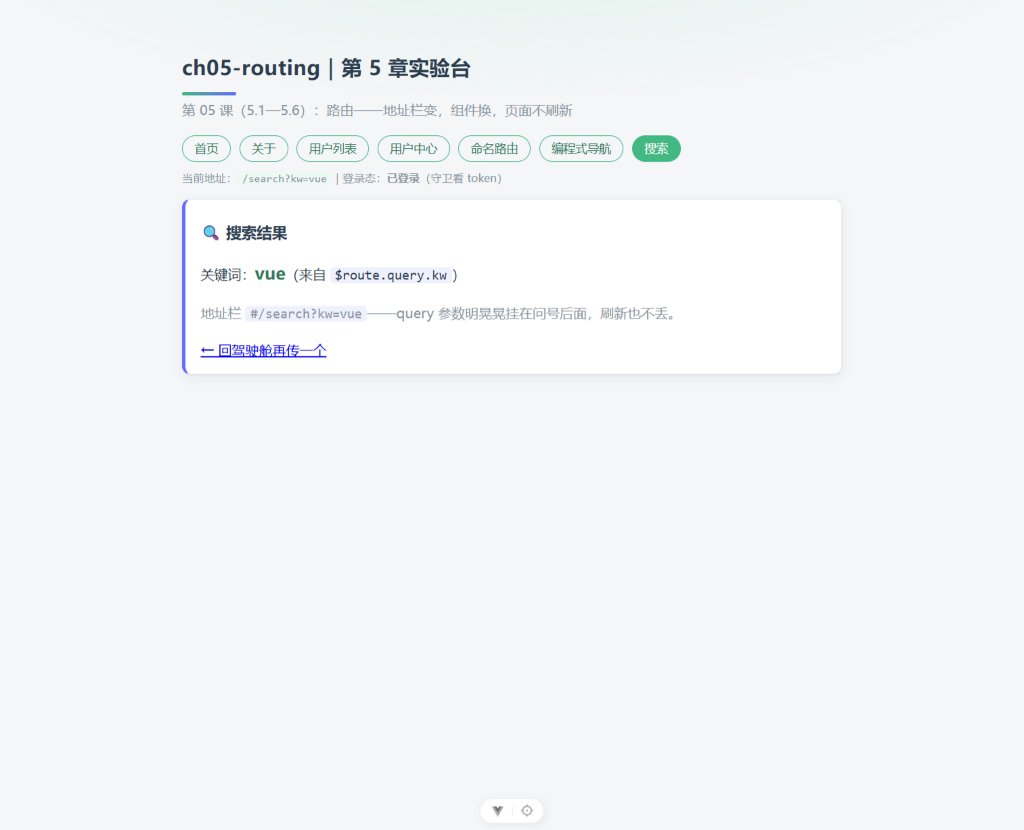 ch05-routing | 第 5 章实验台
第 05 课（5.1—5.6）：路由——地址栏变，组件换，页面不刷新
首页 关于 用户列表 用户中心 命名路由 编程式导航 搜索
当前地址： /search?kw=vue | 登录态：已登录（守卫看 token）
🔍 搜索结果
关键词：vue（来自 $route.query.kw ）
地址栏 #/search?kw=vue ——query 参数明晃晃挂在问号后面，刷新也不丢。
← 回驾驶舱再传一个